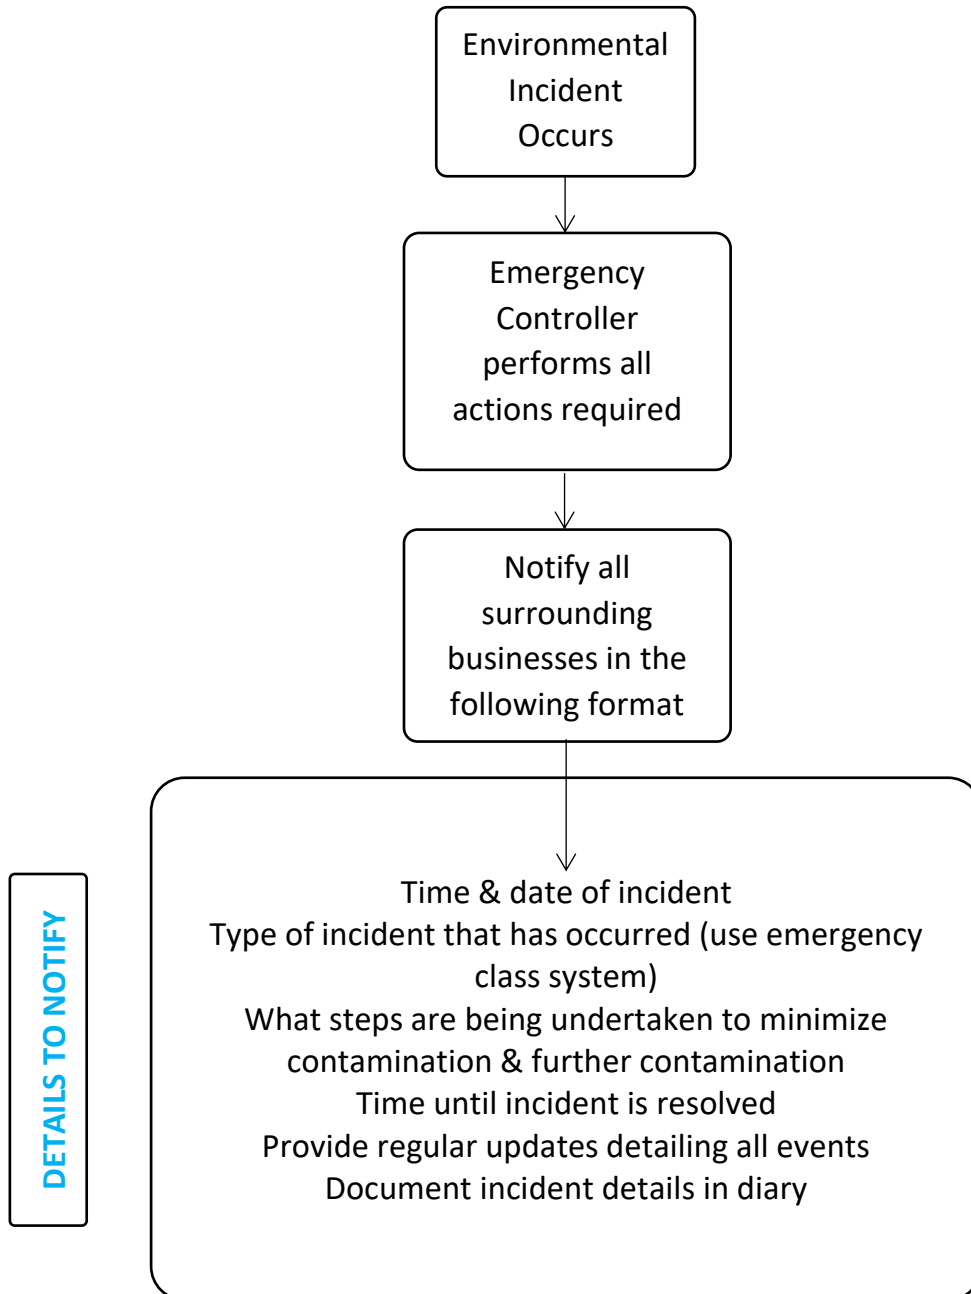 Environmental
Incident
Occurs
Emergency
Controller
performs all
actions required
Notify all
surrounding
businesses in the
following format
DETAILS TO NOTIFY
Time & date of incident
Type of incident that has occurred (use emergency
class system)
What steps are being undertaken to minimize
contamination & further contamination
Time until incident is resolved
Provide regular updates detailing all events
Document incident details in diary